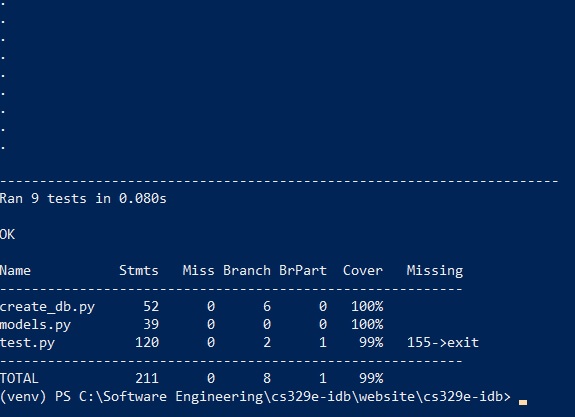 .
.
.
.
.
.
.
.
.
----------------------------------------------------------------------
Ran 9 tests in 0.080s
OK
Name Stmts Miss Branch BrPart Cover Missing
----------------------------------------------------------
create_db.py 52 0 6 0 100%
models.py 39 0 0 0 100%
test.py 120 0 2 1 99% 155->exit
----------------------------------------------------------
TOTAL 211 0 8 1 99%
(venv) PS C:\Software Engineering\cs329e-idb\website\cs329e-idb>